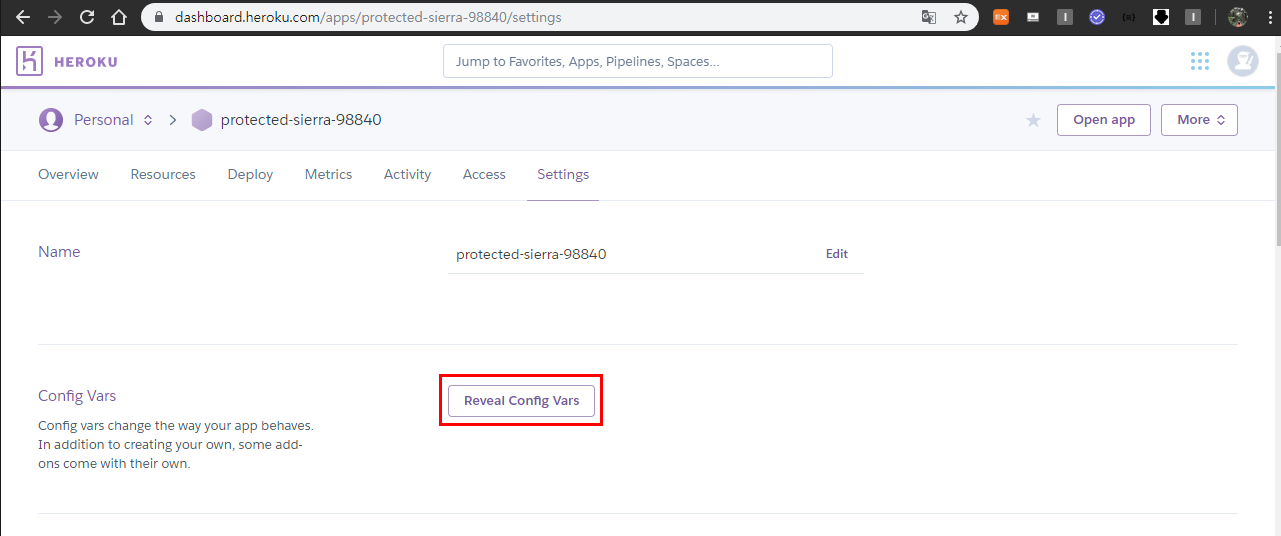 dashboard.heroku.com/apps/protected-sierra-98840/settings
HEROKU
Jump to Favorites, Apps, Pipelines, Spaces...
Personal
protected-sierra-98840
Open app
More
Overview Resources Deploy Metrics Activity Access Settings
Name
protected-sierra-98840
Edit
Config Vars
Reveal Config Vars
Config vars change the way your app behaves.
In addition to creating your own, some add-
ons come with their own.